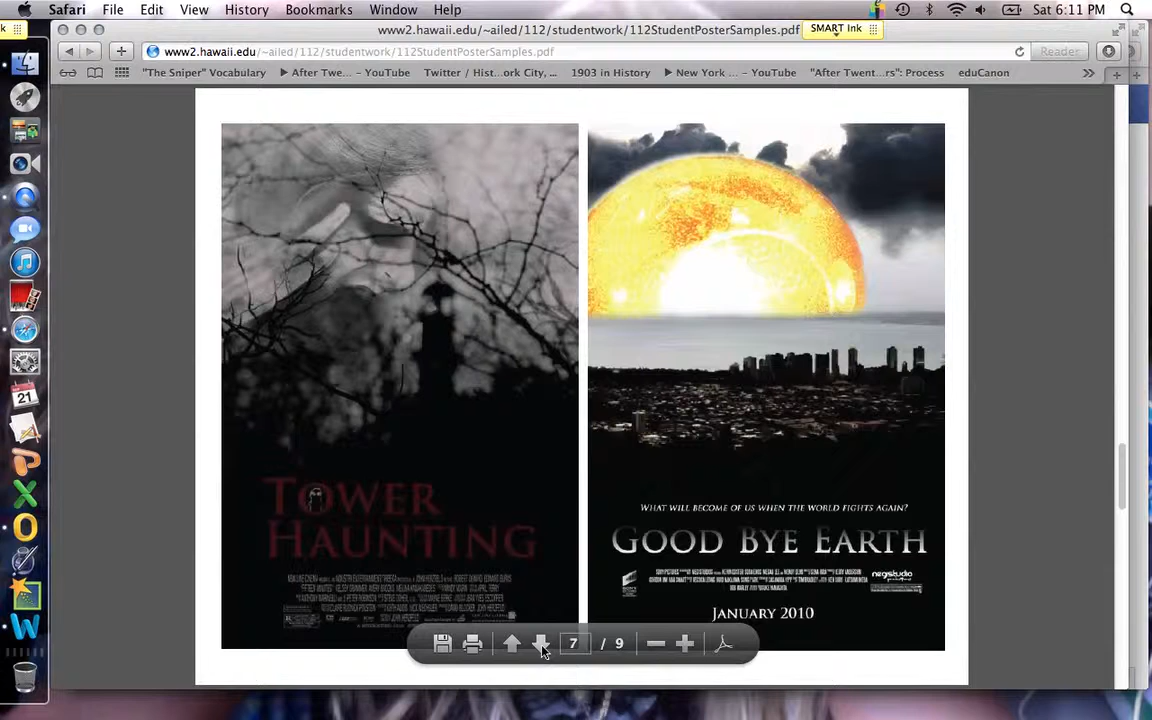 Safari File Edit View History Bookmarks Window Help Sat 6:11 PM
www2.hawaii.edu/~ailed/112/studentwork/112StudentPosterSamples.pdf
SMART Ink
www2.hawaii.edu/~ailed/112/studentwork/112StudentPosterSamples.pdf
Reader
"The Sniper" Vocabulary After Twe... – YouTube Twitter / Hist...ork City, ... 1903 in History New York ... – YouTube "After Twent...rs": Process eduCanon
21
TOWER
HAUNTING
WHAT WILL BECOME OF US WHEN THE WORLD FIGHTS AGAIN?
GOOD BYE EARTH
JANUARY 2010
7 / 9